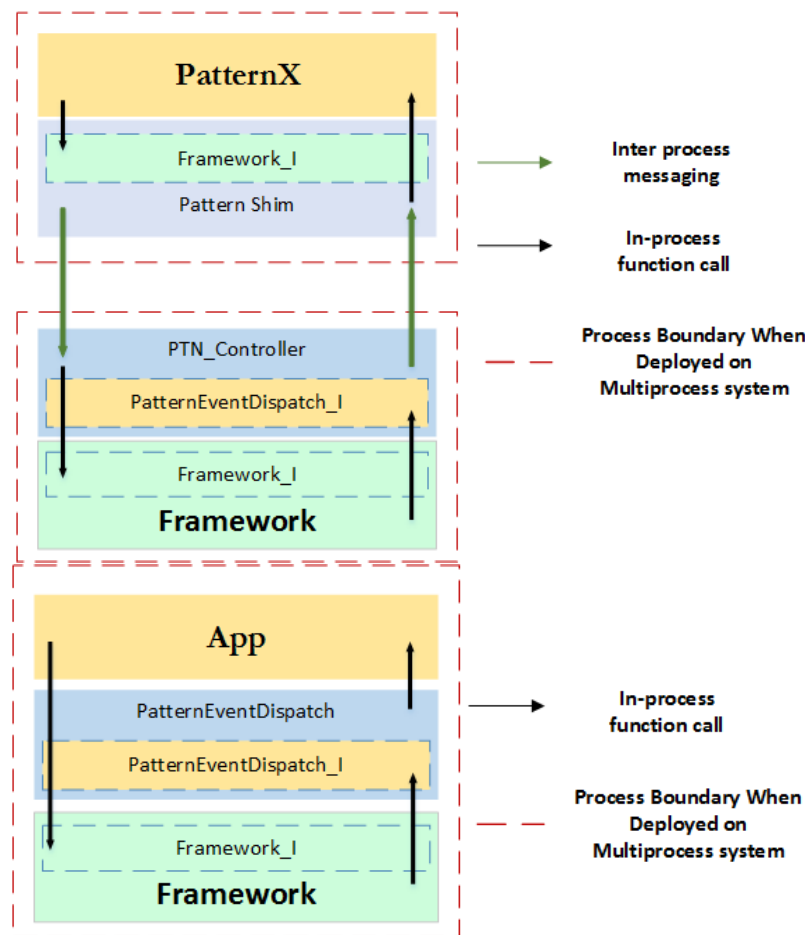 PatternX
Framework_I
Pattern Shim
Inter process
messaging
In-process
function call
PTN_Controller
PatternEventDispatch_I
Framework_I
Framework
Process Boundary When
Deployed on
Multiprocess system
App
PatternEventDispatch
PatternEventDispatch_I
Framework_I
Framework
In-process
function call
Process Boundary When
Deployed on
Multiprocess system